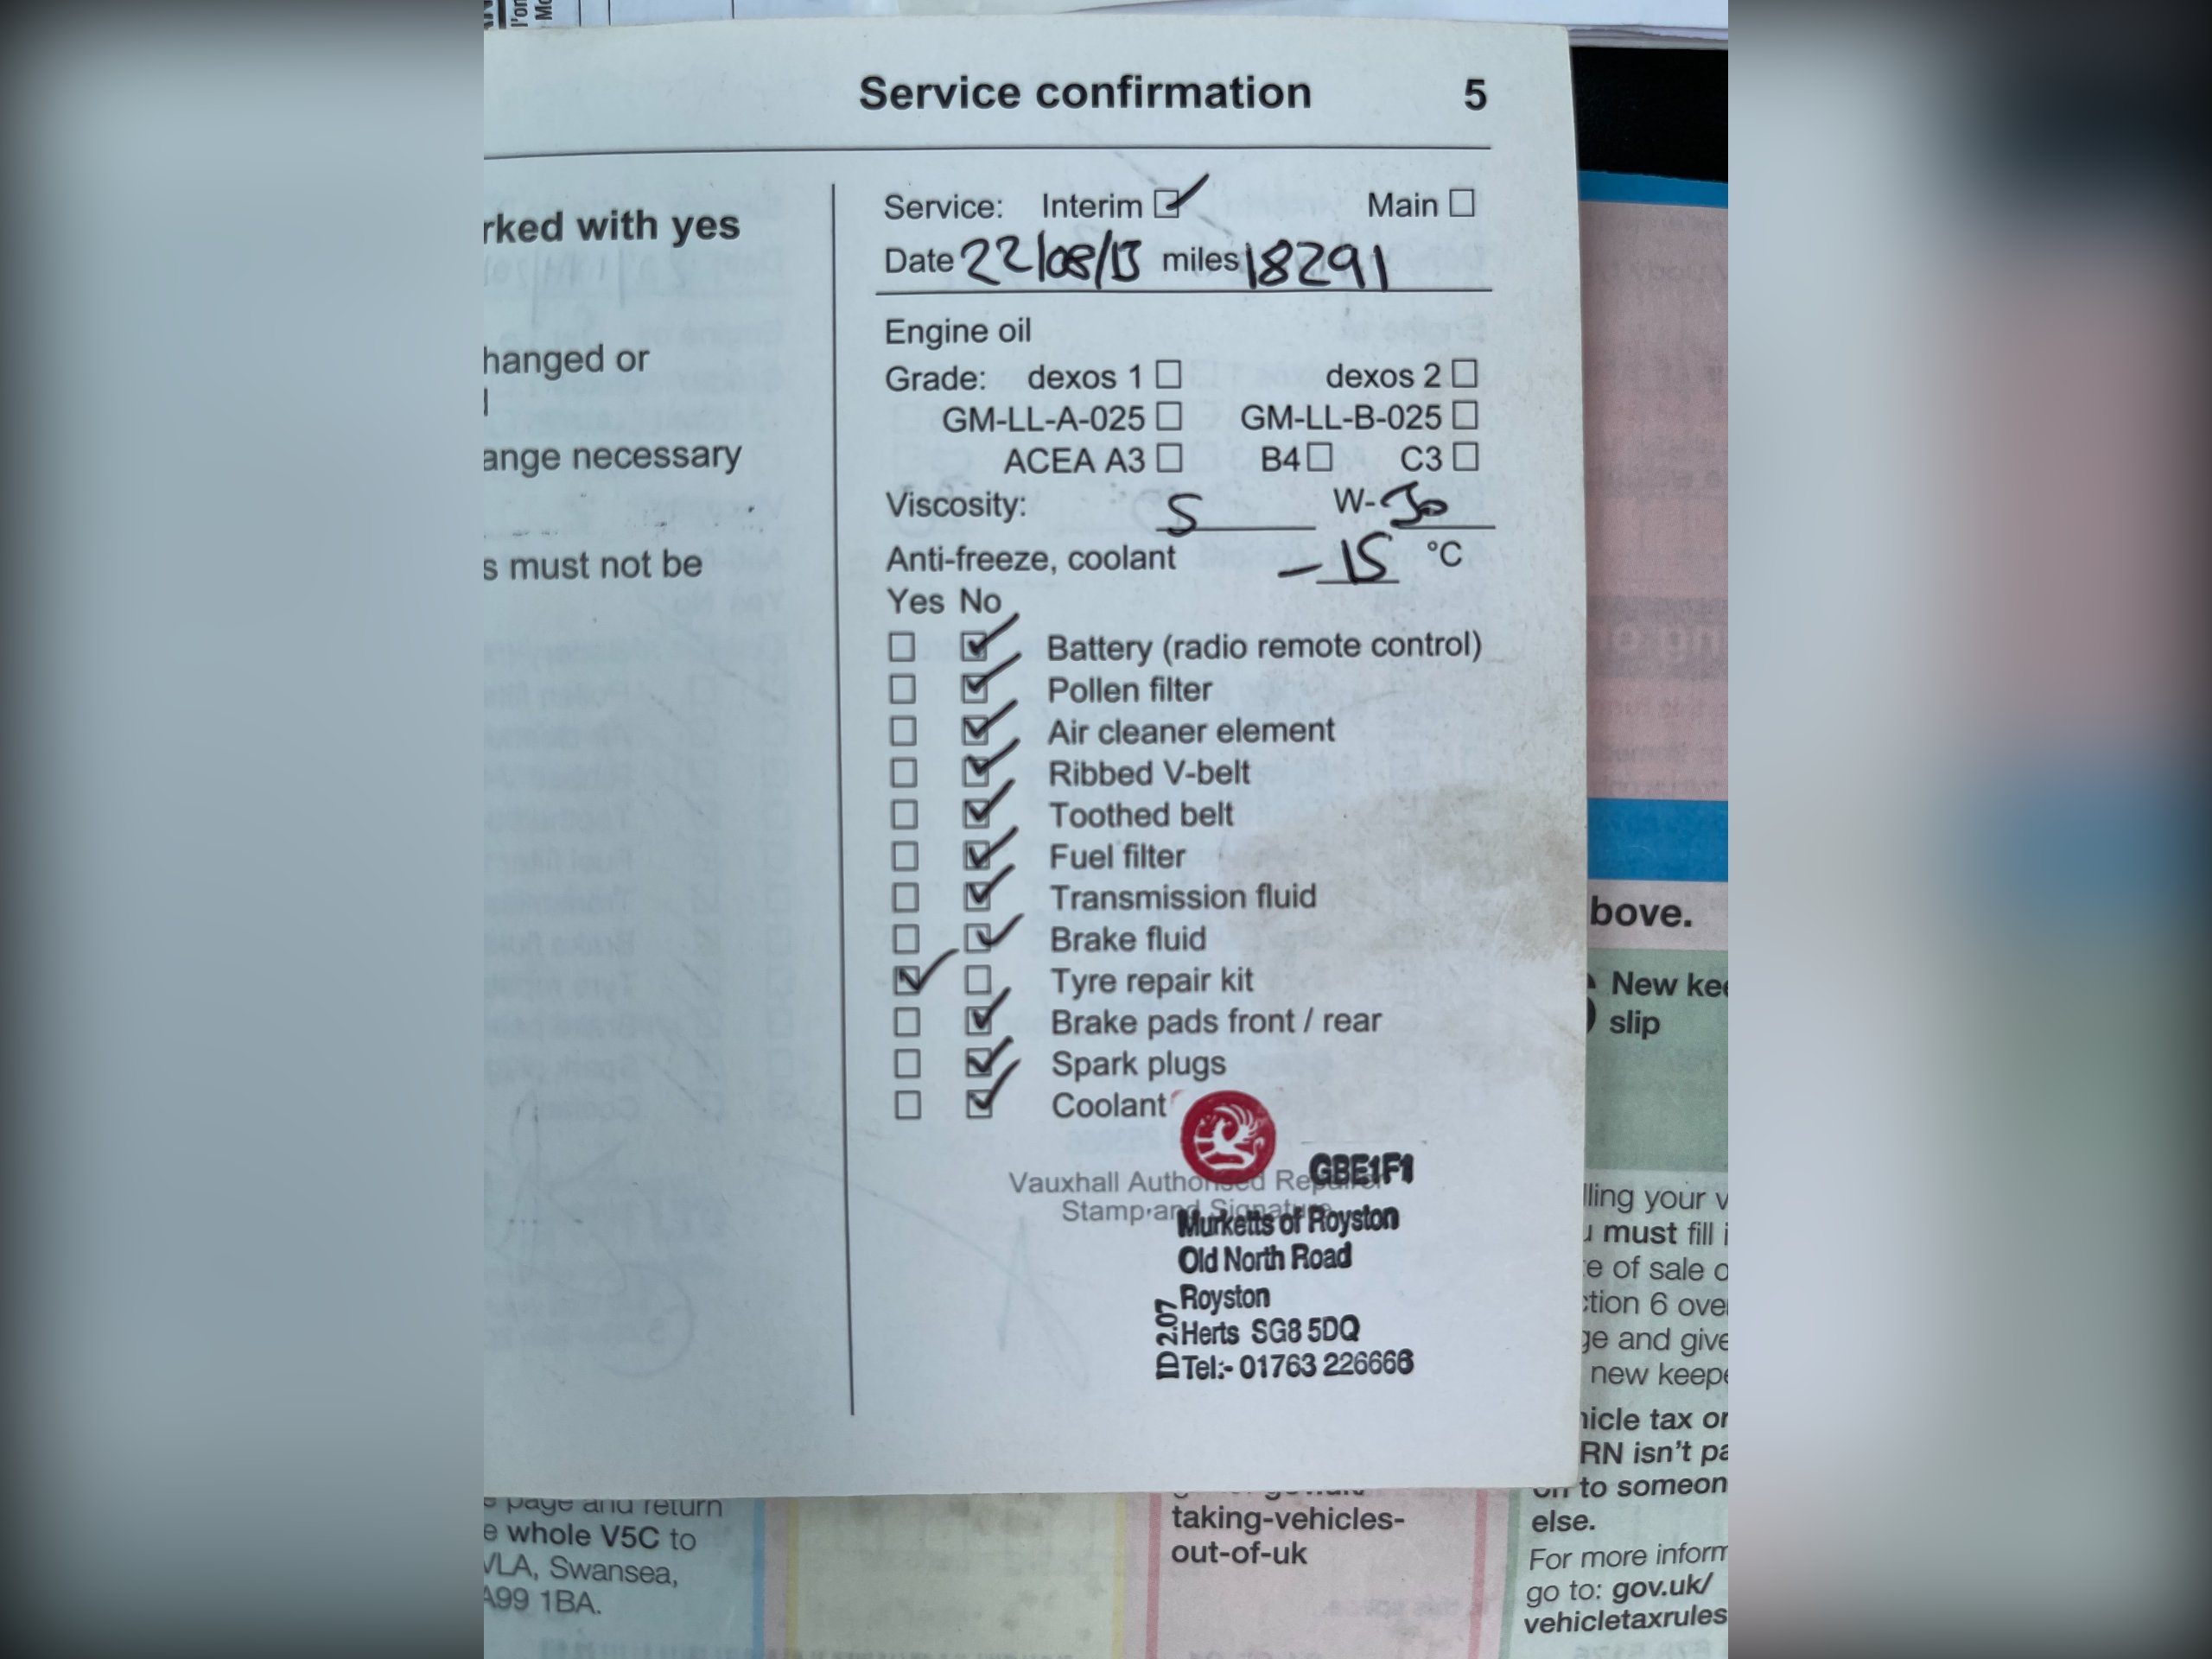 Service confirmation 5
rked with yes
hanged or
ange necessary
s must not be
Service: Interim ☑ Main ☐
Date 22/08/13 miles 18291
Engine oil
Grade: dexos 1 ☐ dexos 2 ☐
GM-LL-A-025 ☐ GM-LL-B-025 ☐
ACEA A3 ☐ B4 ☐ C3 ☐
Viscosity: 5 W-30
Anti-freeze, coolant -15 °C
Yes No
☐ ☑ Battery (radio remote control)
☐ ☑ Pollen filter
☐ ☑ Air cleaner element
☐ ☑ Ribbed V-belt
☐ ☑ Toothed belt
☐ ☑ Fuel filter
☐ ☑ Transmission fluid
☐ ☑ Brake fluid
☑ ☐ Tyre repair kit
☐ ☑ Brake pads front / rear
☐ ☑ Spark plugs
☐ ☑ Coolant
Vauxhall Authorised Repairer
Stamp and Signature
GBE1F1
Murketts of Royston
Old North Road
Royston
Herts SG8 5DQ
Tel:- 01763 226666
ID 2.07
bove.
New kee
slip
lling your v
u must fill i
e of sale o
ction 6 ove
ge and give
new keepe
hicle tax or
RN isn't pa
on to someon
else.
For more inform
go to: gov.uk/
vehicletaxrules
e page and return
e whole V5C to
VLA, Swansea,
A99 1BA.
taking-vehicles-
out-of-uk